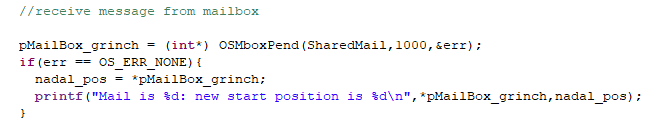 //receive message from mailbox
pMailBox_grinch = (int*) OSMboxPend(SharedMail,1000,&err);
if(err == OS_ERR_NONE){
nadal_pos = *pMailBox_grinch;
printf("Mail is %d: new start position is %d\n",*pMailBox_grinch,nadal_pos);
}